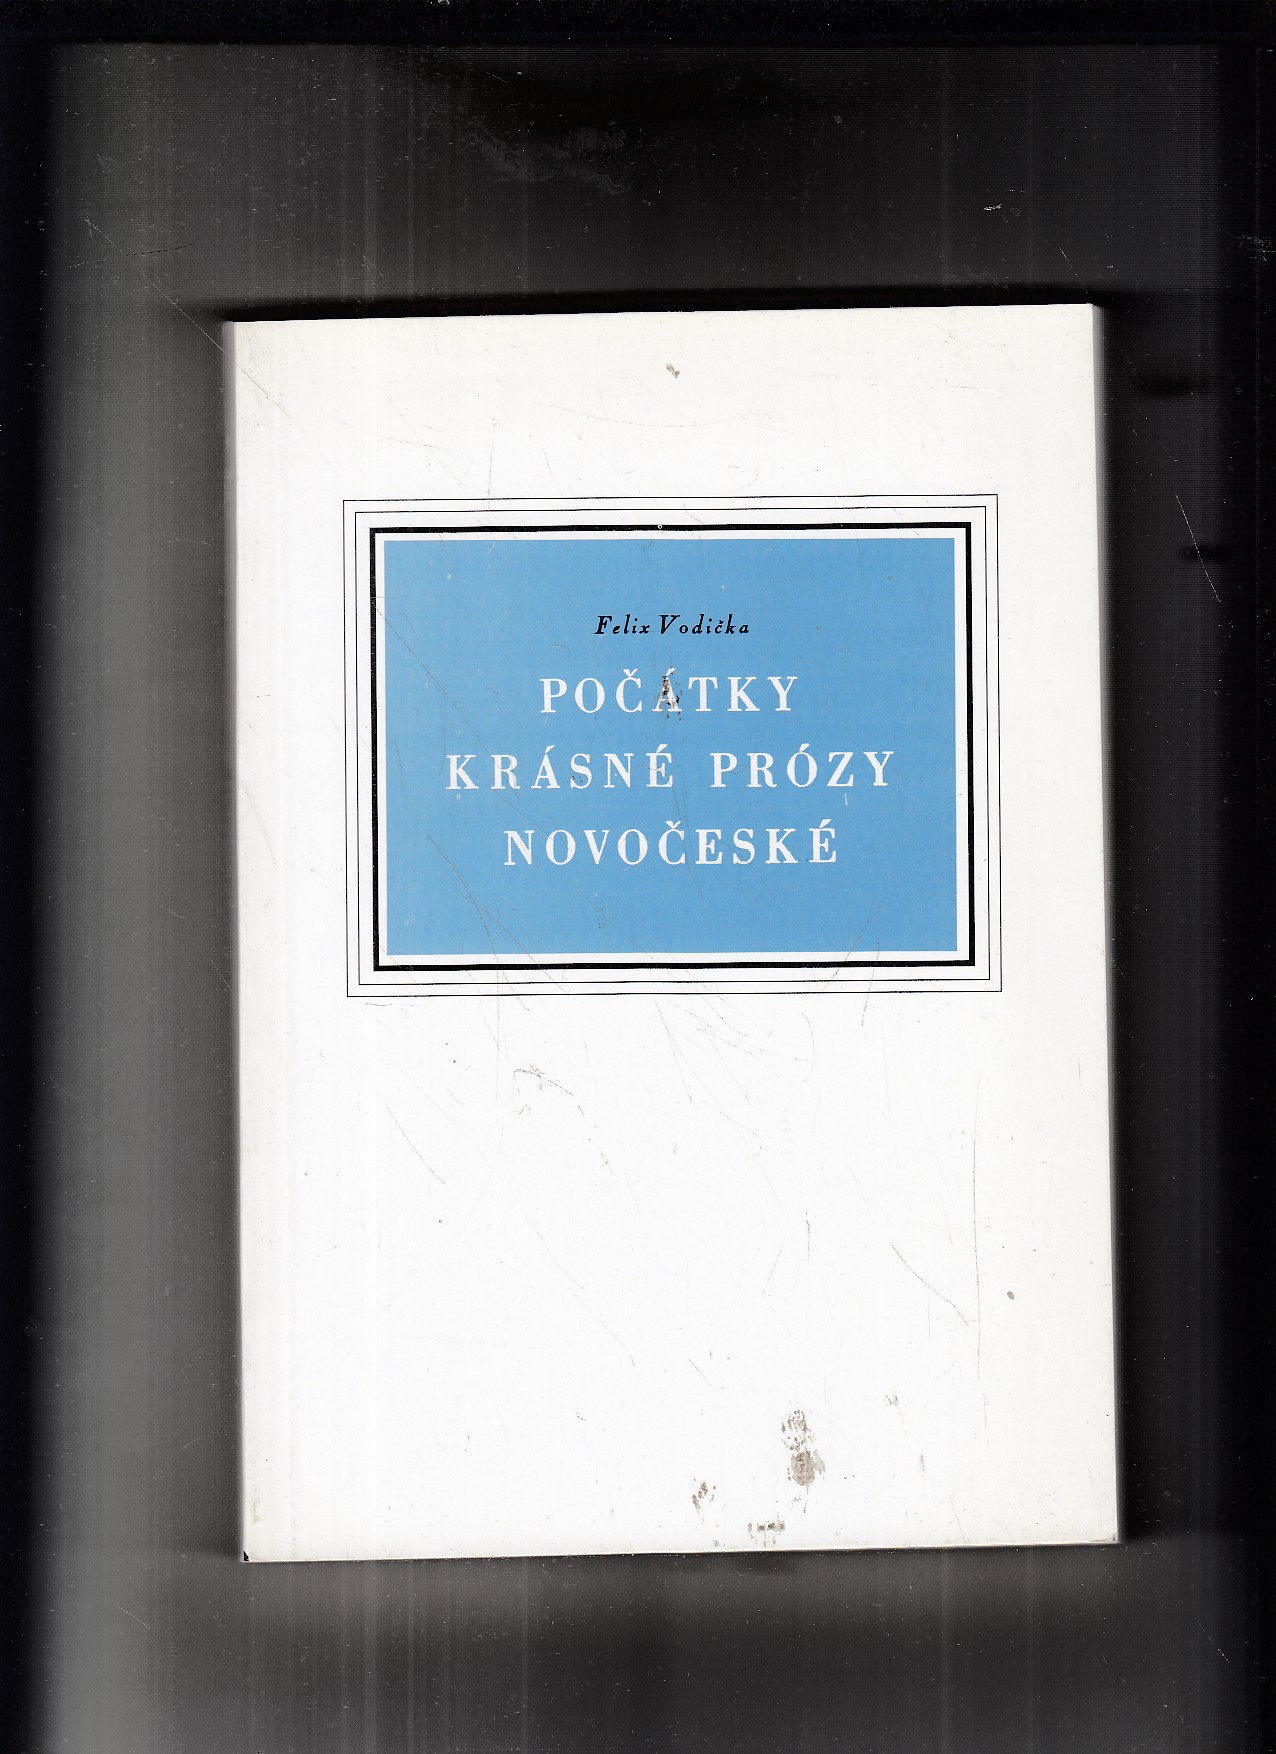 Felix Vodička
POČÁTKY
KRÁSNÉ PRÓZY
NOVOČESKÉ